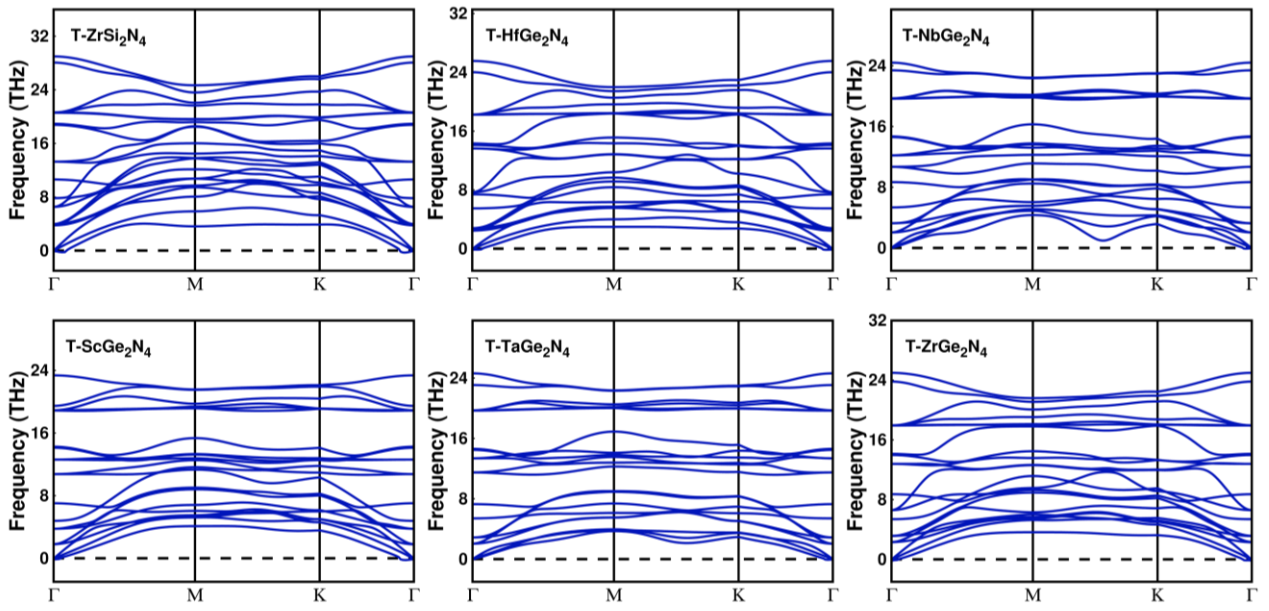 T-ZrSi₂N₄
Frequency (THz)
32
24
16
8
0
Γ M K Γ
T-HfGe₂N₄
Frequency (THz)
32
24
16
8
0
Γ M K Γ
T-NbGe₂N₄
Frequency (THz)
24
16
8
0
Γ M K Γ
T-ScGe₂N₄
Frequency (THz)
24
16
8
0
Γ M K Γ
T-TaGe₂N₄
Frequency (THz)
24
16
8
0
Γ M K Γ
T-ZrGe₂N₄
Frequency (THz)
32
24
16
8
0
Γ M K Γ